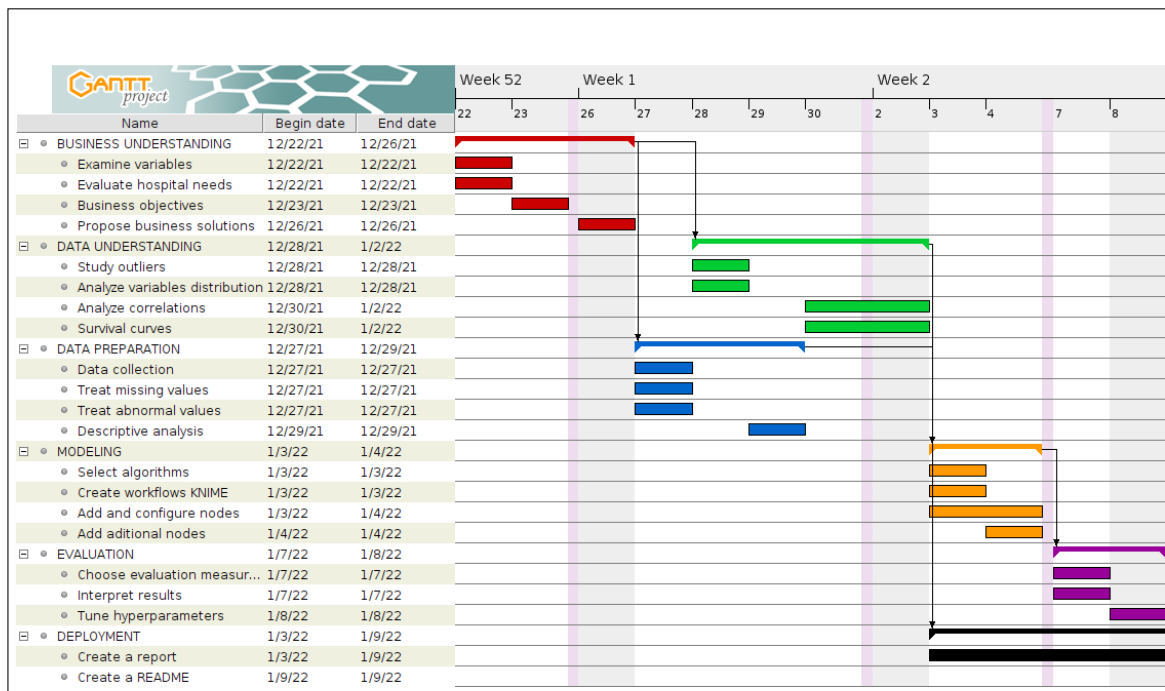 GANTT
project
Week 52 Week 1 Week 2
22 23 26 27 28 29 30 2 3 4 7 8
Name Begin date End date
BUSINESS UNDERSTANDING 12/22/21 12/26/21
Examine variables 12/22/21 12/22/21
Evaluate hospital needs 12/22/21 12/22/21
Business objectives 12/23/21 12/23/21
Propose business solutions 12/26/21 12/26/21
DATA UNDERSTANDING 12/28/21 1/2/22
Study outliers 12/28/21 12/28/21
Analyze variables distribution 12/28/21 12/28/21
Analyze correlations 12/30/21 1/2/22
Survival curves 12/30/21 1/2/22
DATA PREPARATION 12/27/21 12/29/21
Data collection 12/27/21 12/27/21
Treat missing values 12/27/21 12/27/21
Treat abnormal values 12/27/21 12/27/21
Descriptive analysis 12/29/21 12/29/21
MODELING 1/3/22 1/4/22
Select algorithms 1/3/22 1/3/22
Create workflows KNIME 1/3/22 1/3/22
Add and configure nodes 1/3/22 1/4/22
Add aditional nodes 1/4/22 1/4/22
EVALUATION 1/7/22 1/8/22
Choose evaluation measur... 1/7/22 1/7/22
Interpret results 1/7/22 1/7/22
Tune hyperparameters 1/8/22 1/8/22
DEPLOYMENT 1/3/22 1/9/22
Create a report 1/3/22 1/9/22
Create a README 1/9/22 1/9/22